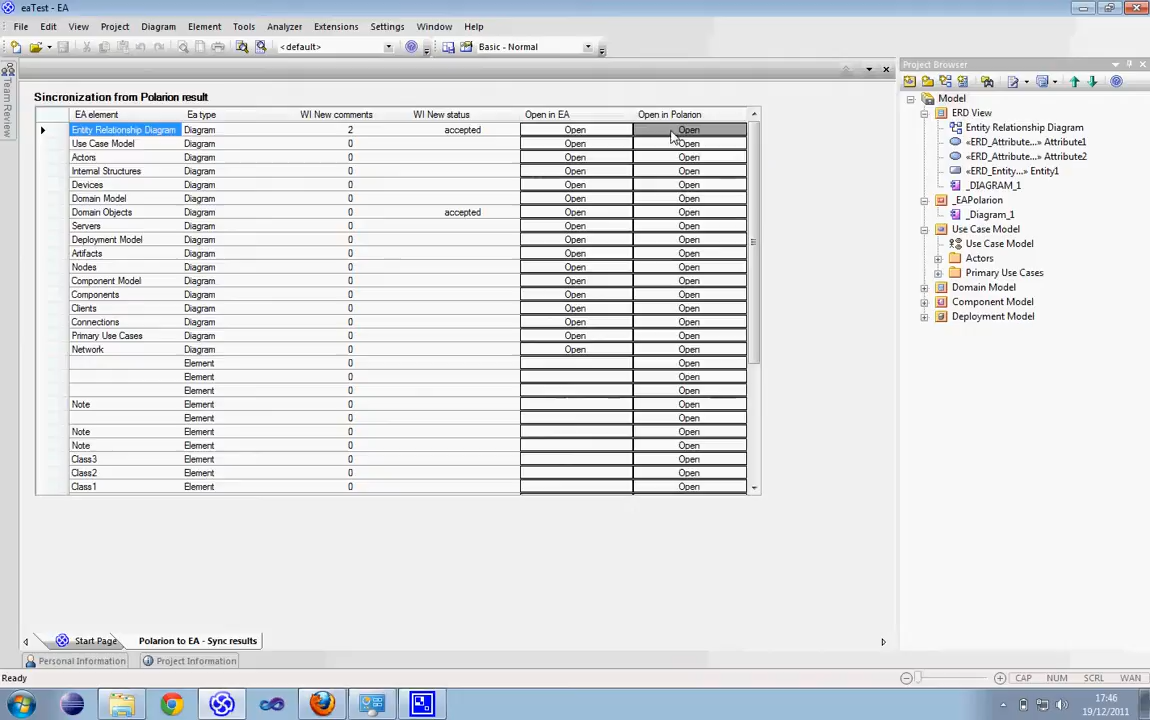 eaTest - EA
File Edit View Project Diagram Element Tools Analyzer Extensions Settings Window Help
<default> Basic - Normal
Project Browser
Team Review
Sincronization from Polarion result
EA element Ea type WI New comments WI New status Open in EA Open in Polarion
Entity Relationship Diagram Diagram 2 accepted Open Open
Use Case Model Diagram 0 Open Open
Actors Diagram 0 Open Open
Internal Structures Diagram 0 Open Open
Devices Diagram 0 Open Open
Domain Model Diagram 0 Open Open
Domain Objects Diagram 0 accepted Open Open
Servers Diagram 0 Open Open
Deployment Model Diagram 0 Open Open
Artifacts Diagram 0 Open Open
Nodes Diagram 0 Open Open
Component Model Diagram 0 Open Open
Components Diagram 0 Open Open
Clients Diagram 0 Open Open
Connections Diagram 0 Open Open
Primary Use Cases Diagram 0 Open Open
Network Diagram 0 Open Open
Element 0 Open
Element 0 Open
Element 0 Open
Note Element 0 Open
Element 0 Open
Note Element 0 Open
Note Element 0 Open
Class3 Element 0 Open
Class2 Element 0 Open
Class1 Element 0 Open
Model
ERD View
Entity Relationship Diagram
«ERD_Attribute...» Attribute1
«ERD_Attribute...» Attribute2
«ERD_Entity...» Entity1
_DIAGRAM_1
_EAPolarion
_Diagram_1
Use Case Model
Use Case Model
Actors
Primary Use Cases
Domain Model
Component Model
Deployment Model
Start Page Polarion to EA - Sync results
Personal Information Project Information
Ready CAP NUM SCRL WAN
17:46
19/12/2011